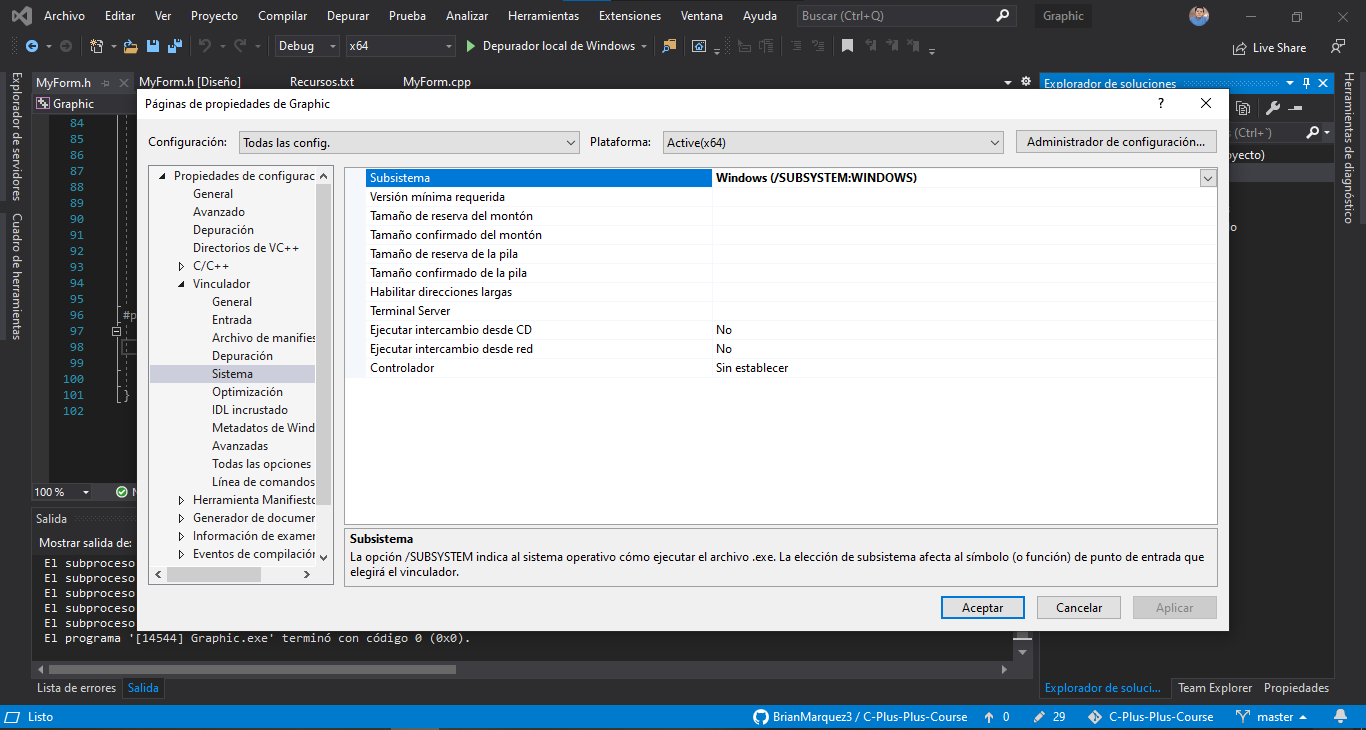 Archivo Editar Ver Proyecto Compilar Depurar Prueba Analizar Herramientas Extensiones Ventana Ayuda Buscar (Ctrl+Q) Graphic
Debug x64 Depurador local de Windows Live Share
Explorador de servidores
Cuadro de herramientas
MyForm.h MyForm.h [Diseño] Recursos.txt MyForm.cpp
Graphic
84
85
86
87
88
89
90
91
92
93
94
95
96 #p
97
98
99
100
101 }
102
100 %
Explorador de soluciones
(Ctrl+´)
yecto)
o
Herramientas de diagnóstico
Páginas de propiedades de Graphic ?
Configuración: Todas las config. Plataforma: Active(x64) Administrador de configuración...
Propiedades de configurac
General
Avanzado
Depuración
Directorios de VC++
C/C++
Vinculador
General
Entrada
Archivo de manifies
Depuración
Sistema
Optimización
IDL incrustado
Metadatos de Wind
Avanzadas
Todas las opciones
Línea de comandos
Herramienta Manifiesto
Generador de documer
Información de examer
Eventos de compilación
Subsistema Windows (/SUBSYSTEM:WINDOWS)
Versión mínima requerida
Tamaño de reserva del montón
Tamaño confirmado del montón
Tamaño de reserva de la pila
Tamaño confirmado de la pila
Habilitar direcciones largas
Terminal Server
Ejecutar intercambio desde CD No
Ejecutar intercambio desde red No
Controlador Sin establecer
Subsistema
La opción /SUBSYSTEM indica al sistema operativo cómo ejecutar el archivo .exe. La elección de subsistema afecta al símbolo (o función) de punto de entrada que
elegirá el vinculador.
Aceptar Cancelar Aplicar
Salida
Mostrar salida de:
El subproceso
El subproceso
El subproceso
El subproceso
El subproceso
El programa '[14544] Graphic.exe' terminó con código 0 (0x0).
Lista de errores Salida
Explorador de soluci... Team Explorer Propiedades
Listo BrianMarquez3 / C-Plus-Plus-Course 0 29 C-Plus-Plus-Course master